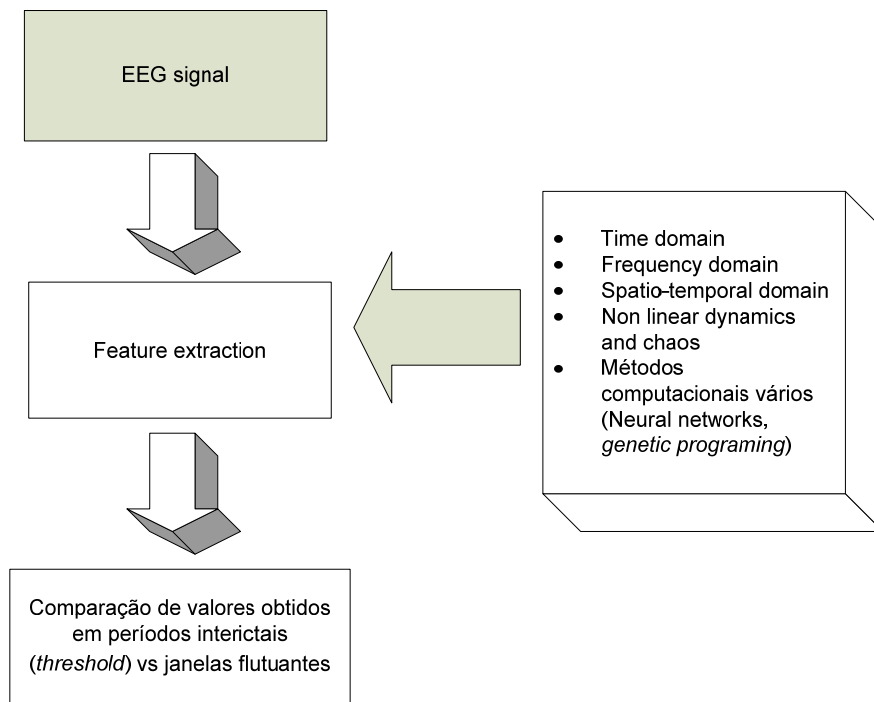 EEG signal
Feature extraction
• Time domain
• Frequency domain
• Spatio-temporal domain
• Non linear dynamics
and chaos
• Métodos
computacionais vários
(Neural networks,
genetic programing)
Comparação de valores obtidos
em períodos interictais
(threshold) vs janelas flutuantes